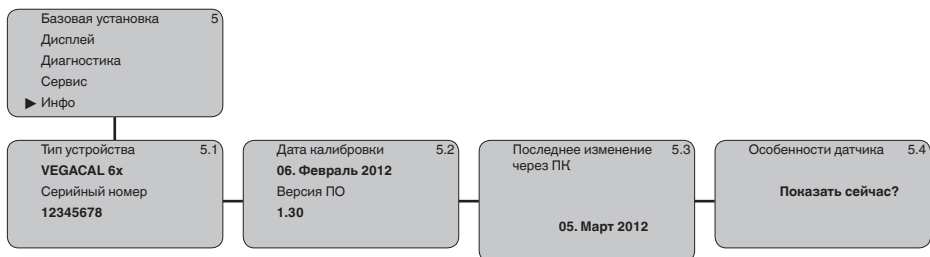 Базовая установка 5
Дисплей
Диагностика
Сервис
▶ Инфо
Тип устройства 5.1
VEGACAL 6x
Серийный номер
12345678
Дата калибровки 5.2
06. Февраль 2012
Версия ПО
1.30
Последнее изменение 5.3
через ПК
05. Март 2012
Особенности датчика 5.4
Показать сейчас?